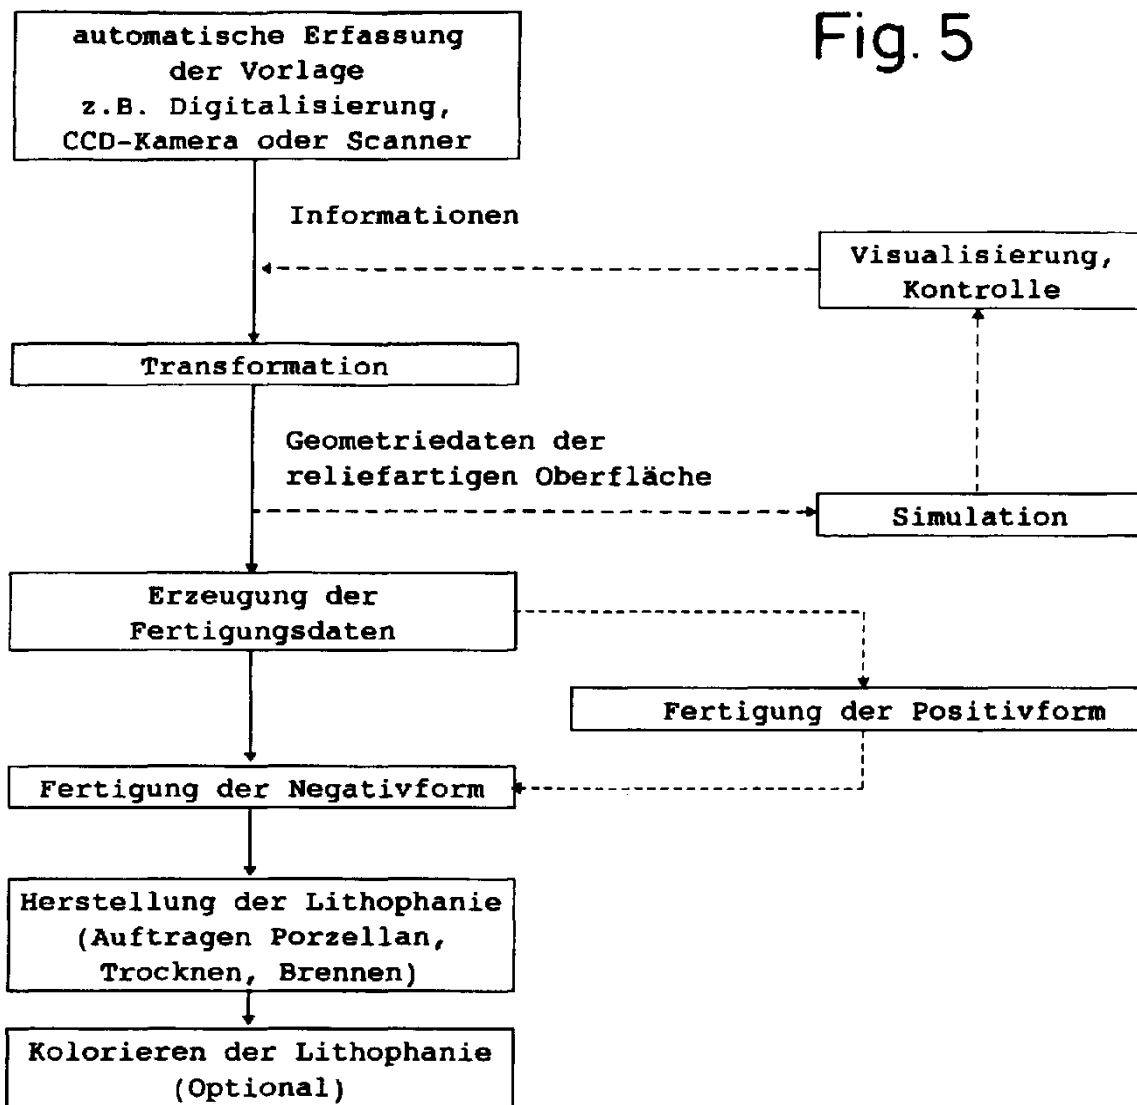 Fig. 5
automatische Erfassung
der Vorlage
z.B. Digitalisierung,
CCD-Kamera oder Scanner
Informationen
Visualisierung,
Kontrolle
Transformation
Geometriedaten der
reliefartigen Oberfläche
Simulation
Erzeugung der
Fertigungsdaten
Fertigung der Positivform
Fertigung der Negativform
Herstellung der Lithophanie
(Auftragen Porzellan,
Trocknen, Brennen)
Kolorieren der Lithophanie
(Optional)